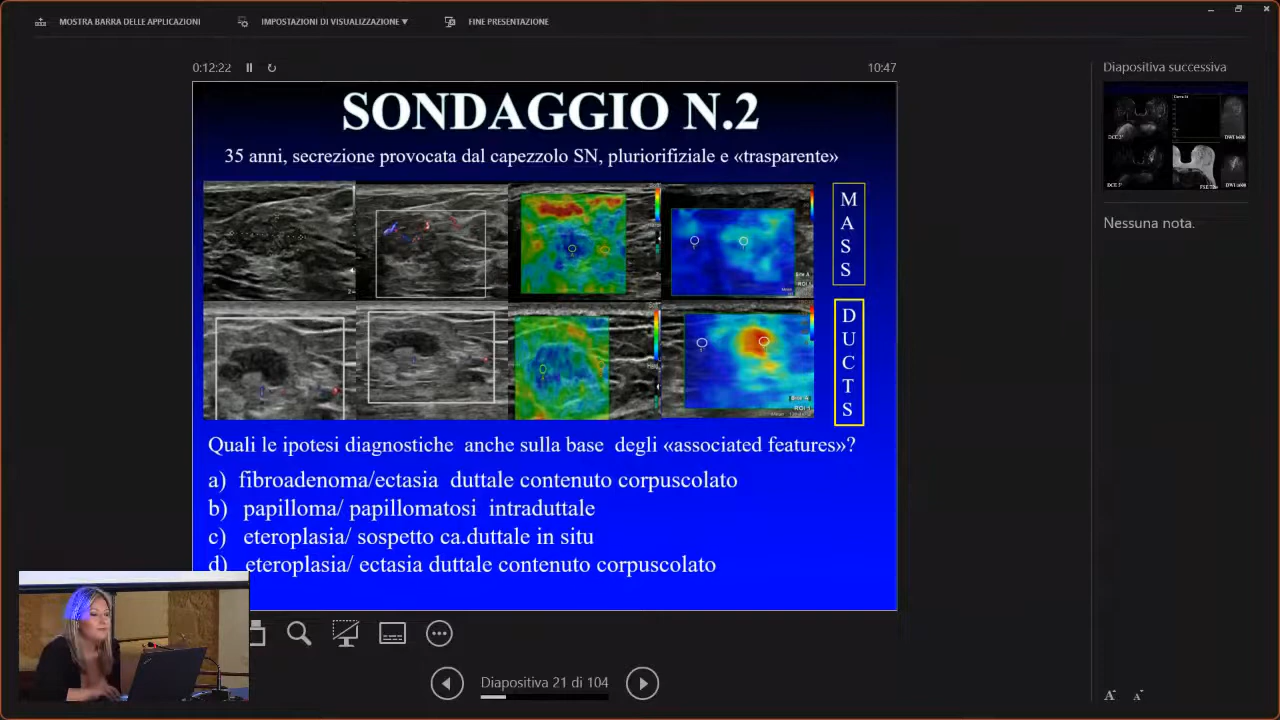 MOSTRA BARRA DELLE APPLICAZIONI IMPOSTAZIONI DI VISUALIZZAZIONE ▼ FINE PRESENTAZIONE
0:12:22 10:47
Diapositiva successiva
SONDAGGIO N.2
35 anni, secrezione provocata dal capezzolo SN, pluriorifiziale e «trasparente»
M
A
S
S
D
U
C
T
S
Nessuna nota.
Quali le ipotesi diagnostiche anche sulla base degli «associated features»?
a) fibroadenoma/ectasia duttale contenuto corpuscolato
b) papilloma/ papillomatosi intraduttale
c) eteroplasia/ sospetto ca.duttale in situ
d) eteroplasia/ ectasia duttale contenuto corpuscolato
Diapositiva 21 di 104
A A